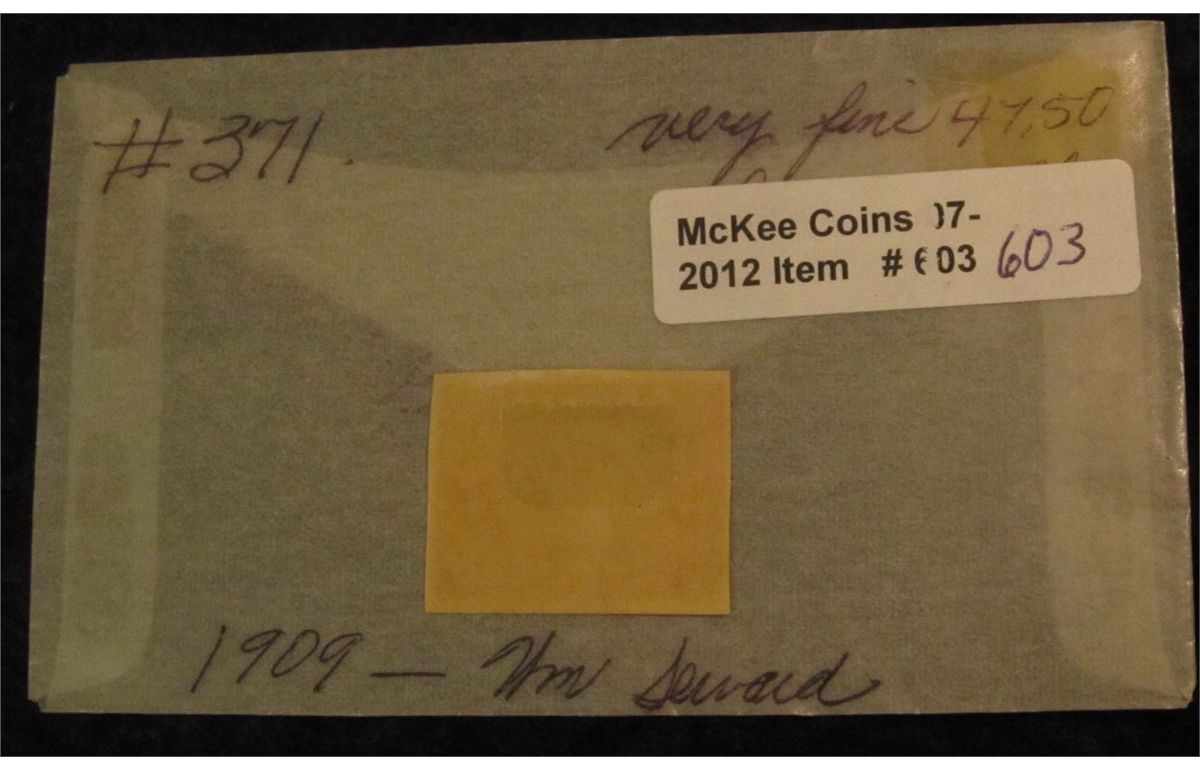 #371.
very fine 47.50
McKee Coins 07-
2012 Item # 603 603
1909 — Wm Seward